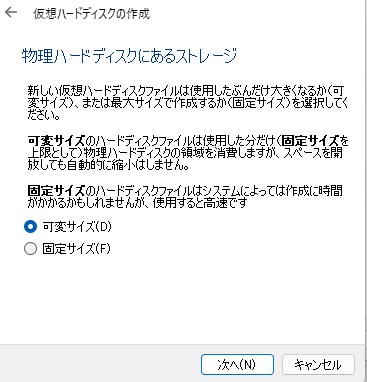 仮想ハードディスクの作成
物理ハードディスクにあるストレージ
新しい仮想ハードディスクファイルは使用したぶんだけ大きくなるか(可
変サイズ)、または最大サイズで作成するか(固定サイズ)を選択してく
ださい。
可変サイズのハードディスクファイルは使用した分だけ(固定サイズを
上限として)物理ハードディスクの領域を消費しますが、スペースを開
放しても自動的に縮小はしません。
固定サイズのハードディスクファイルはシステムによっては作成に時間
がかかるかもしれませんが、使用すると高速です
可変サイズ(D)
固定サイズ(F)
次へ(N)
キャンセル